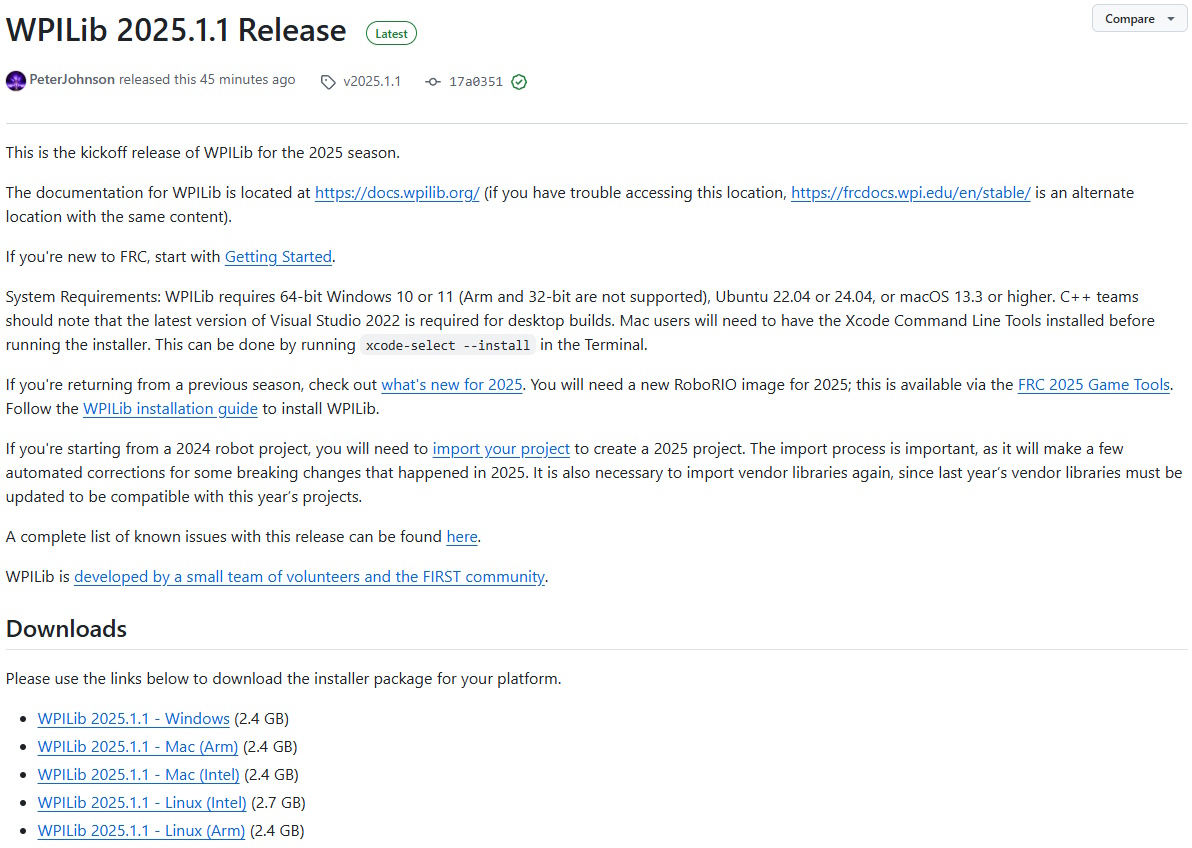 WPILib 2025.1.1 Release Latest
Compare
PeterJohnson released this 45 minutes ago v2025.1.1 17a0351
This is the kickoff release of WPILib for the 2025 season.
The documentation for WPILib is located at https://docs.wpilib.org/ (if you have trouble accessing this location, https://frcdocs.wpi.edu/en/stable/ is an alternate
location with the same content).
If you're new to FRC, start with Getting Started.
System Requirements: WPILib requires 64-bit Windows 10 or 11 (Arm and 32-bit are not supported), Ubuntu 22.04 or 24.04, or macOS 13.3 or higher. C++ teams
should note that the latest version of Visual Studio 2022 is required for desktop builds. Mac users will need to have the Xcode Command Line Tools installed before
running the installer. This can be done by running xcode-select --install in the Terminal.
If you're returning from a previous season, check out what's new for 2025. You will need a new RoboRIO image for 2025; this is available via the FRC 2025 Game Tools.
Follow the WPILib installation guide to install WPILib.
If you're starting from a 2024 robot project, you will need to import your project to create a 2025 project. The import process is important, as it will make a few
automated corrections for some breaking changes that happened in 2025. It is also necessary to import vendor libraries again, since last year’s vendor libraries must be
updated to be compatible with this year’s projects.
A complete list of known issues with this release can be found here.
WPILib is developed by a small team of volunteers and the FIRST community.
Downloads
Please use the links below to download the installer package for your platform.
• WPILib 2025.1.1 - Windows (2.4 GB)
• WPILib 2025.1.1 - Mac (Arm) (2.4 GB)
• WPILib 2025.1.1 - Mac (Intel) (2.4 GB)
• WPILib 2025.1.1 - Linux (Intel) (2.7 GB)
• WPILib 2025.1.1 - Linux (Arm) (2.4 GB)